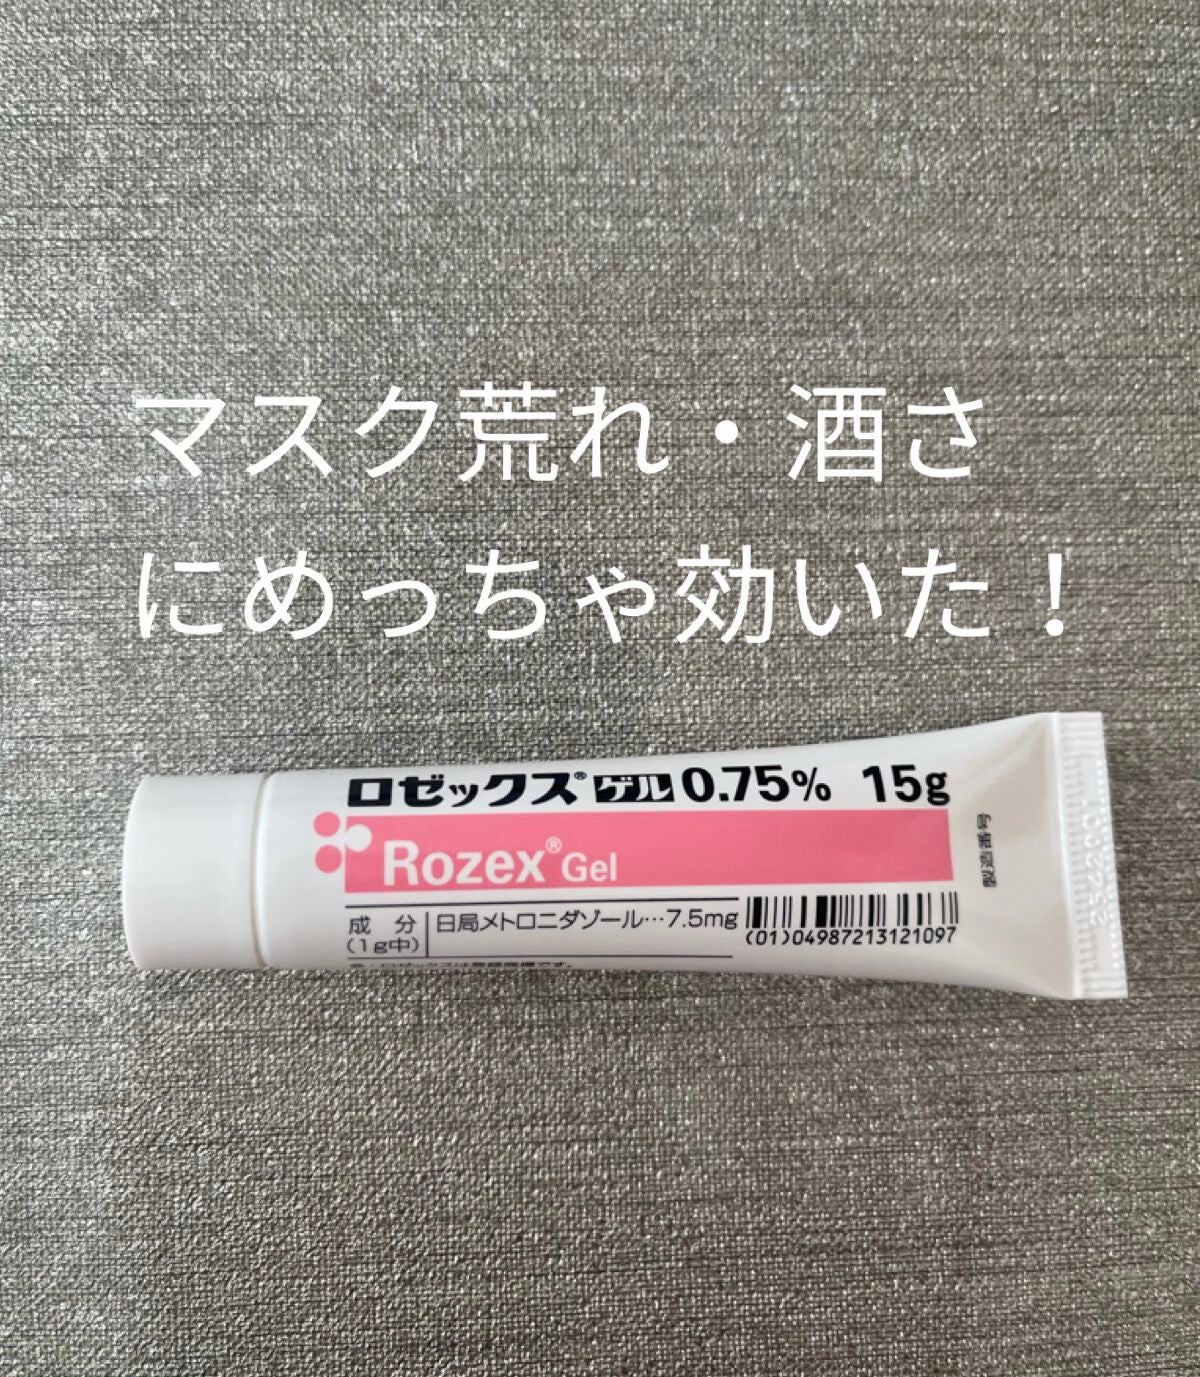 マスク荒れ・酒さ
にめっちゃ効いた！
ロゼックス® ゲル 0.75% 15g
Rozex® Gel
製造番号
成 分
(1g中)
日局メトロニダゾール…7.5mg
(01)04987213121097